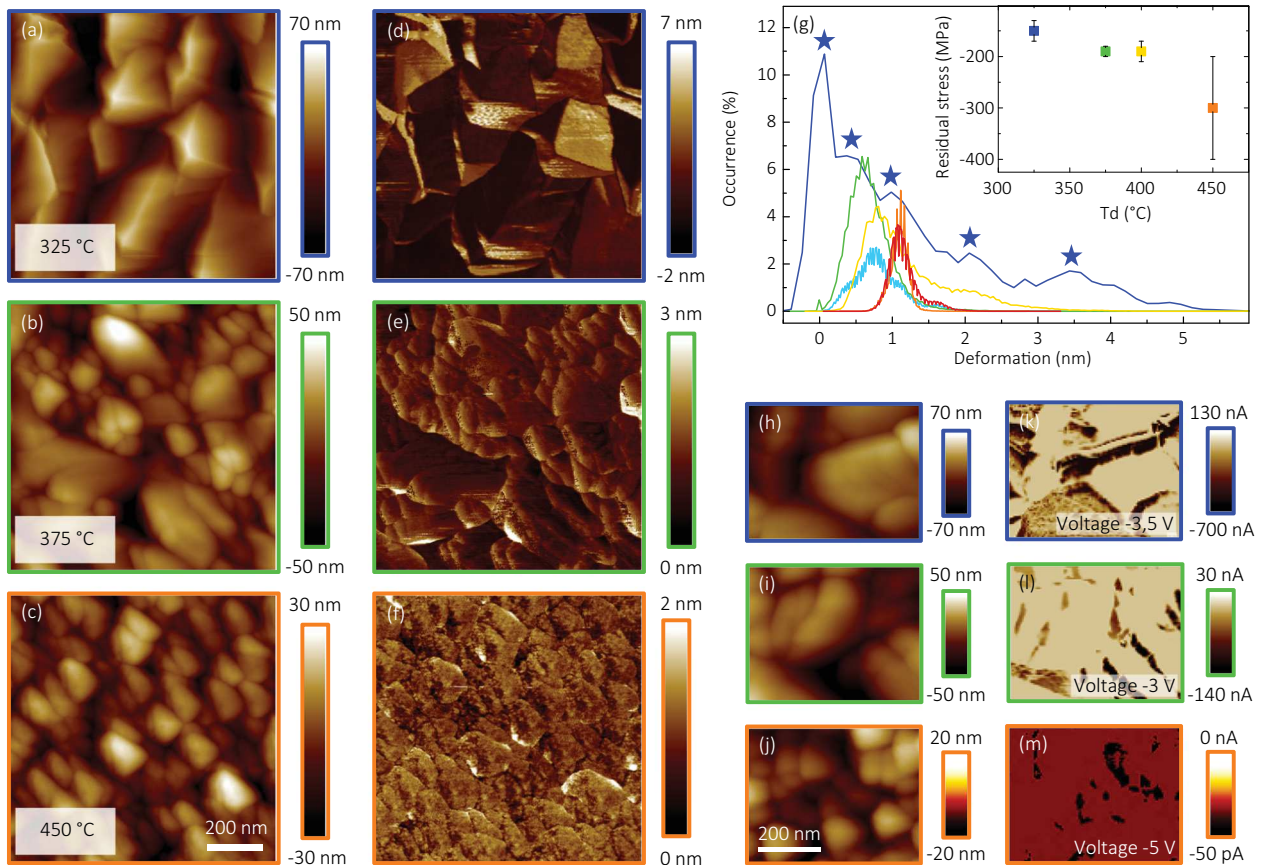 (a)
325 °C
70 nm
-70 nm
(d)
7 nm
-2 nm
(b)
375 °C
50 nm
-50 nm
(e)
3 nm
0 nm
(c)
450 °C
200 nm
30 nm
-30 nm
(f)
2 nm
0 nm
(g)
Occurrence (%)
12
10
8
6
4
2
0
0 1 2 3 4 5
Deformation (nm)
Residual stress (MPa)
-200
-300
-400
300 350 400 450
Td (°C)
(h)
70 nm
-70 nm
(k)
Voltage -3,5 V
130 nA
-700 nA
(i)
50 nm
-50 nm
(l)
Voltage -3 V
30 nA
-140 nA
(j)
200 nm
20 nm
-20 nm
(m)
Voltage -5 V
0 nA
-50 pA